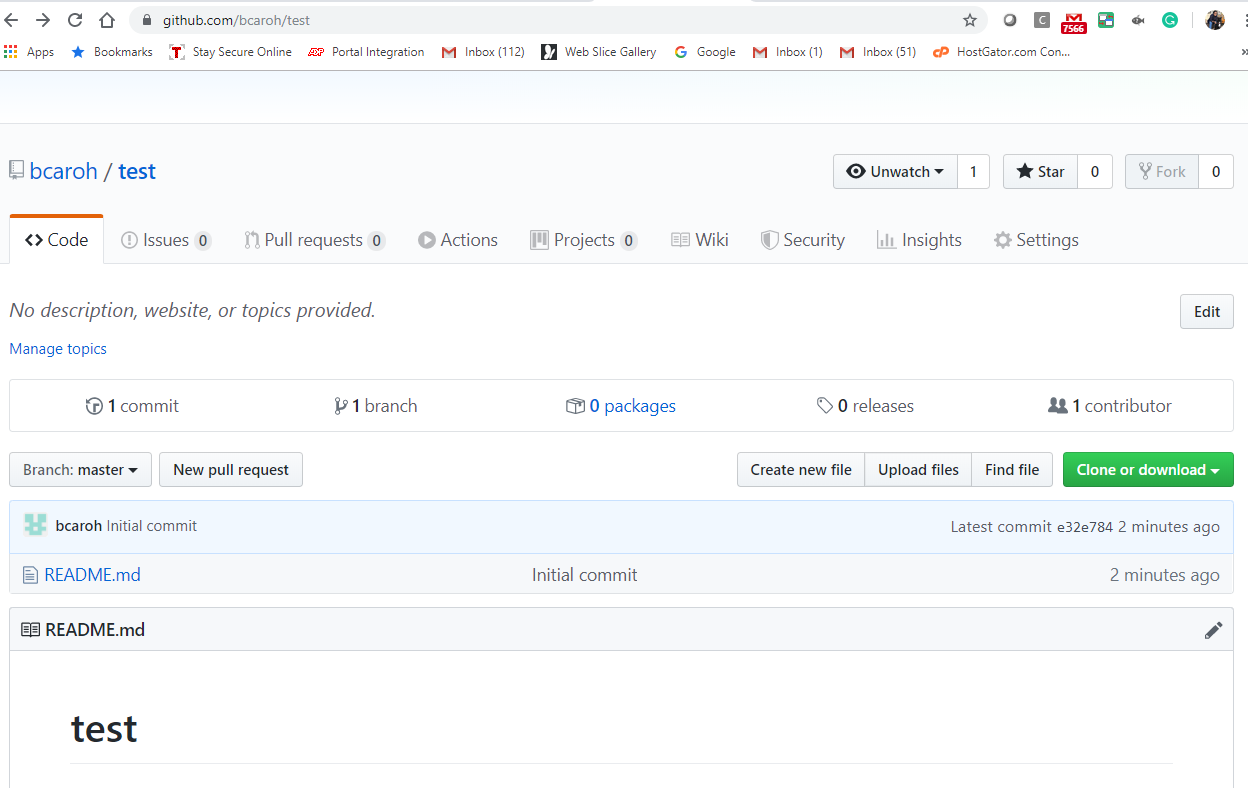 github.com/bcaroh/test
C
7566
Apps Bookmarks T Stay Secure Online ADP Portal Integration Inbox (112) Web Slice Gallery G Google Inbox (1) Inbox (51) cP HostGator.com Con... »
bcaroh / test Unwatch 1 Star 0 Fork 0
Code Issues 0 Pull requests 0 Actions Projects 0 Wiki Security Insights Settings
No description, website, or topics provided. Edit
Manage topics
1 commit 1 branch 0 packages 0 releases 1 contributor
Branch: master New pull request Create new file Upload files Find file Clone or download
bcaroh Initial commit Latest commit e32e784 2 minutes ago
README.md Initial commit 2 minutes ago
README.md
test